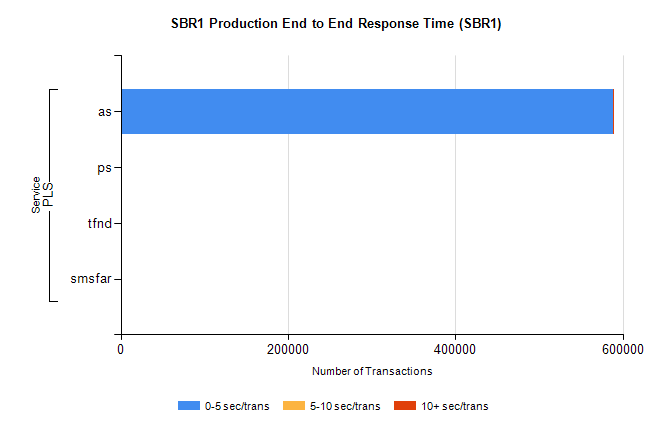 SBR1 Production End to End Response Time (SBR1)
Service
PLS
as
ps
tfnd
smsfar
0 200000 400000 600000
Number of Transactions
0-5 sec/trans 5-10 sec/trans 10+ sec/trans